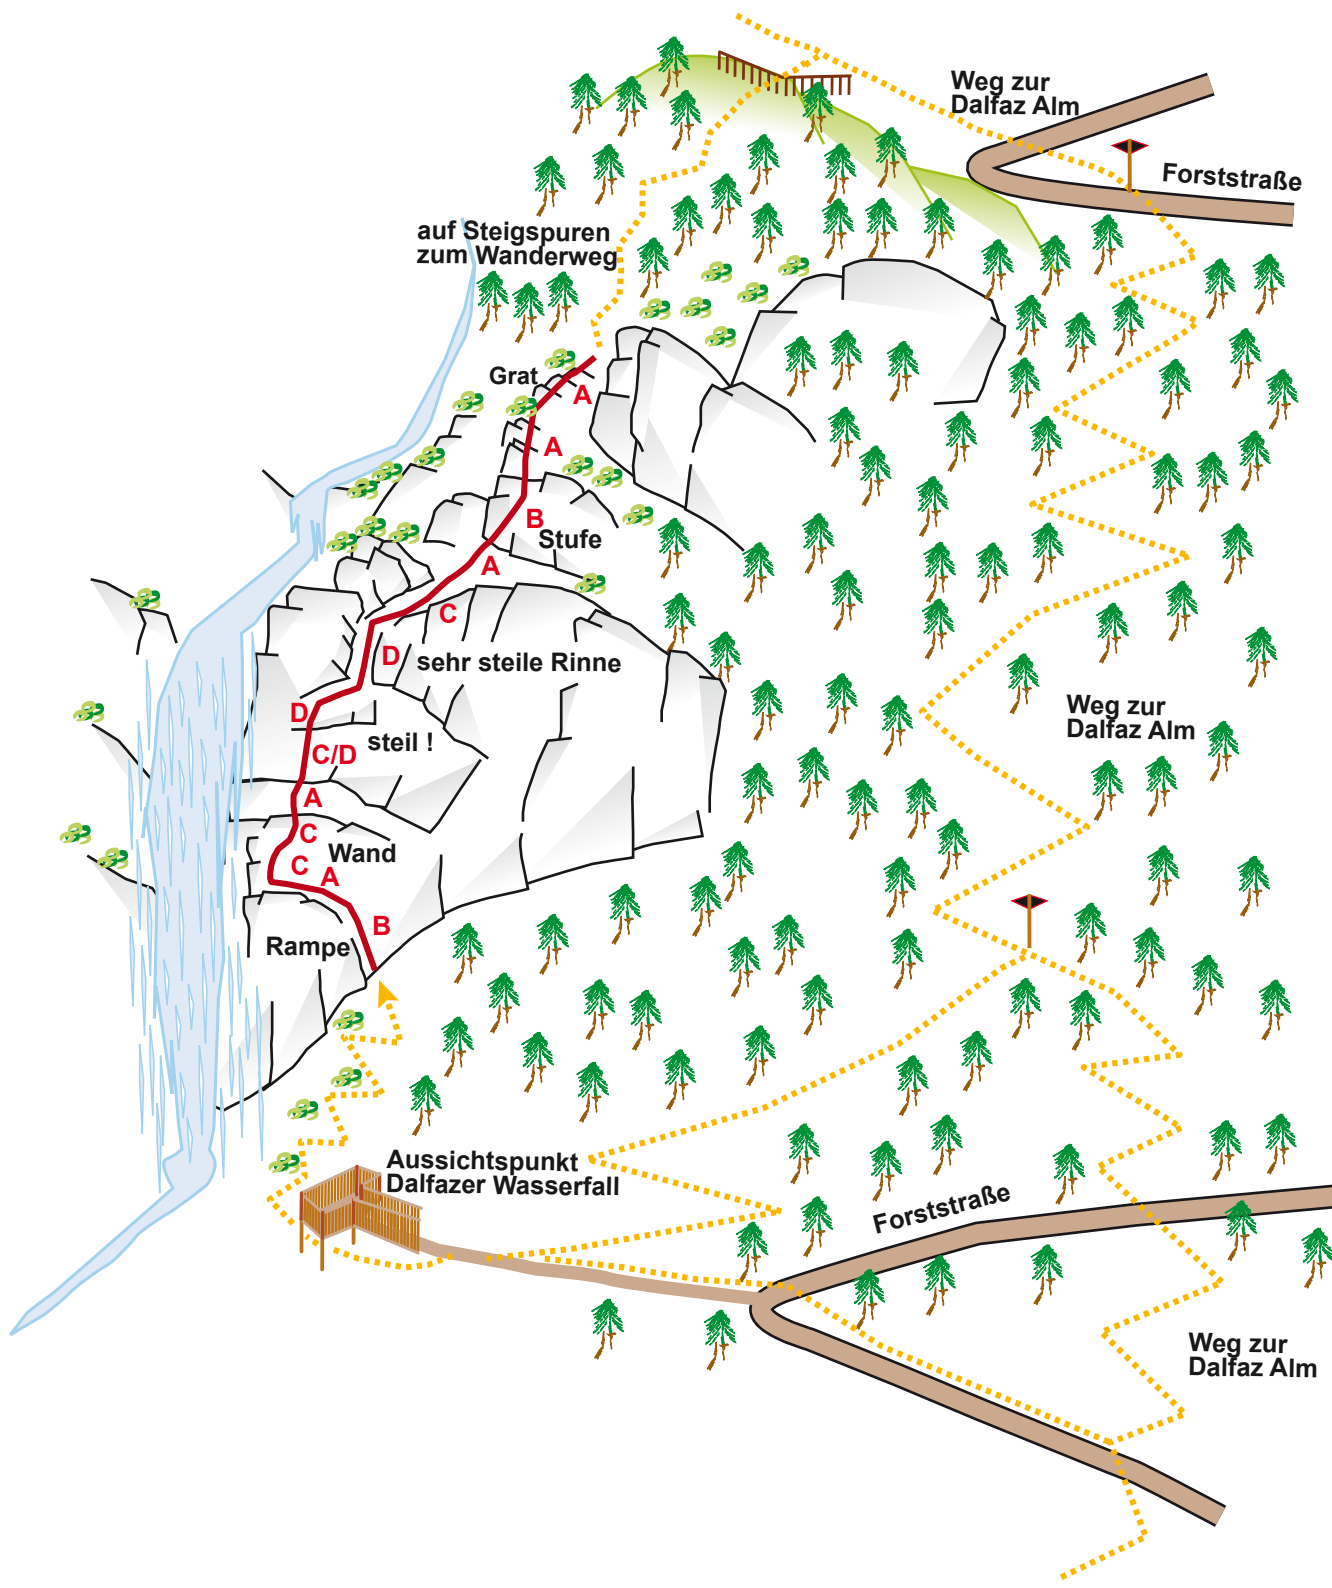 Weg zur
Dalfaz Alm
Forststraße
auf Steigspuren
zum Wanderweg
Grat
A
A
B
Stufe
A
C
D
sehr steile Rinne
D
steil !
C/D
A
C
Wand
C
A
B
Rampe
Weg zur
Dalfaz Alm
Aussichtspunkt
Dalfazer Wasserfall
Forststraße
Weg zur
Dalfaz Alm